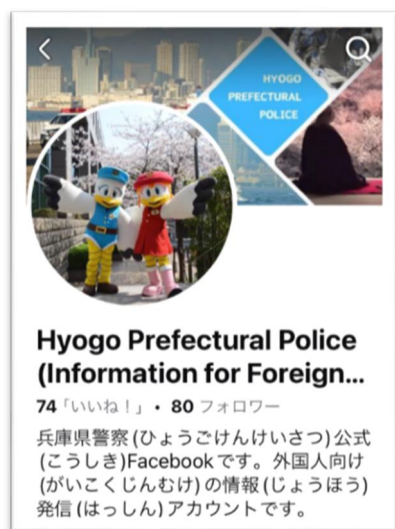 HYOGO
PREFECTURAL
POLICE
Hyogo Prefectural Police
(Information for Foreign...
74「いいね！」・ 80 フォロワー
兵庫県警察(ひょうごけんけいさつ)公式
(こうしき)Facebookです。外国人向け
(がいこくじんむけ)の情報(じょうほう)
発信(はっしん)アカウントです。